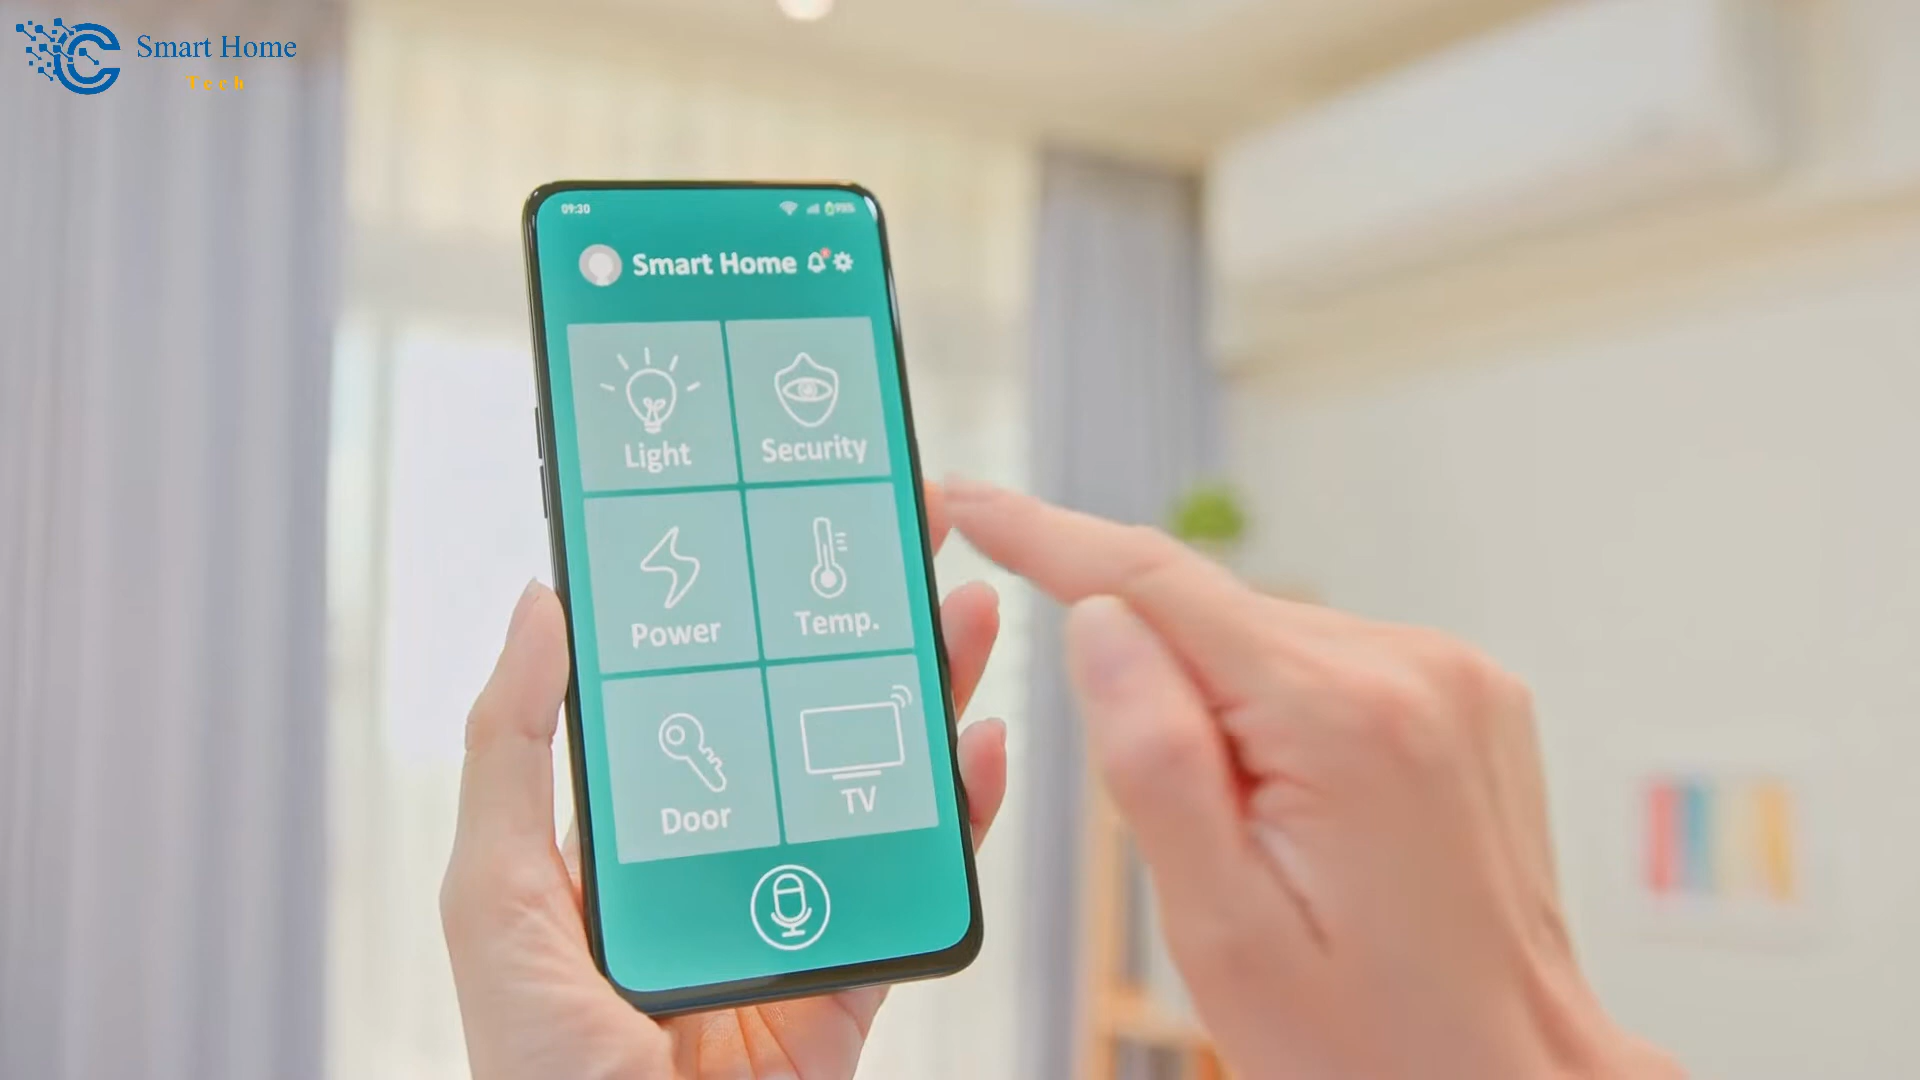 Smart Home
Tech
09:30
Smart Home
Light
Security
Power
Temp.
Door
TV